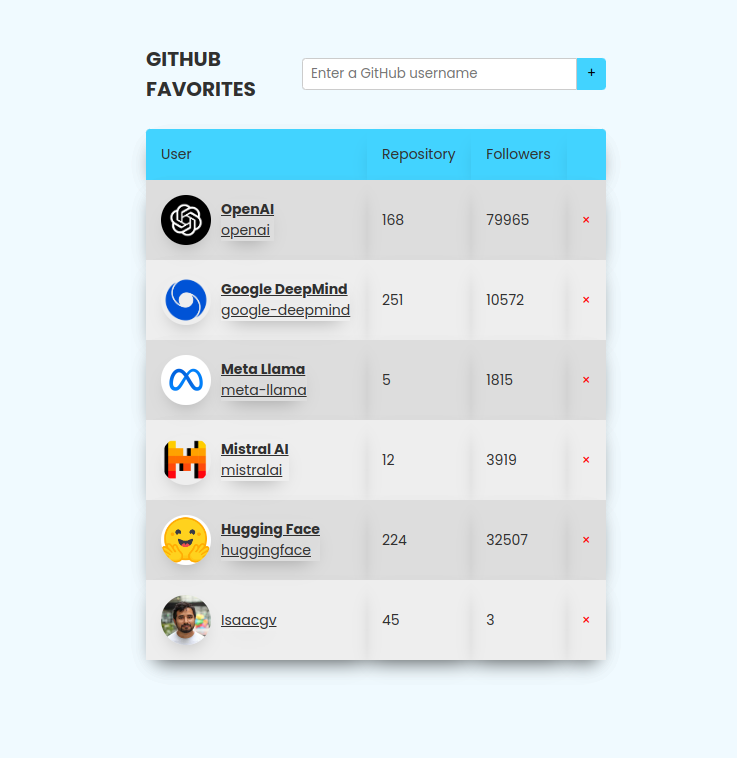 GITHUB
FAVORITES
Enter a GitHub username
+
User Repository Followers
OpenAI
openai
168 79965 ×
Google DeepMind
google-deepmind
251 10572 ×
Meta Llama
meta-llama
5 1815 ×
Mistral AI
mistralai
12 3919 ×
Hugging Face
huggingface
224 32507 ×
Isaacgv 45 3 ×